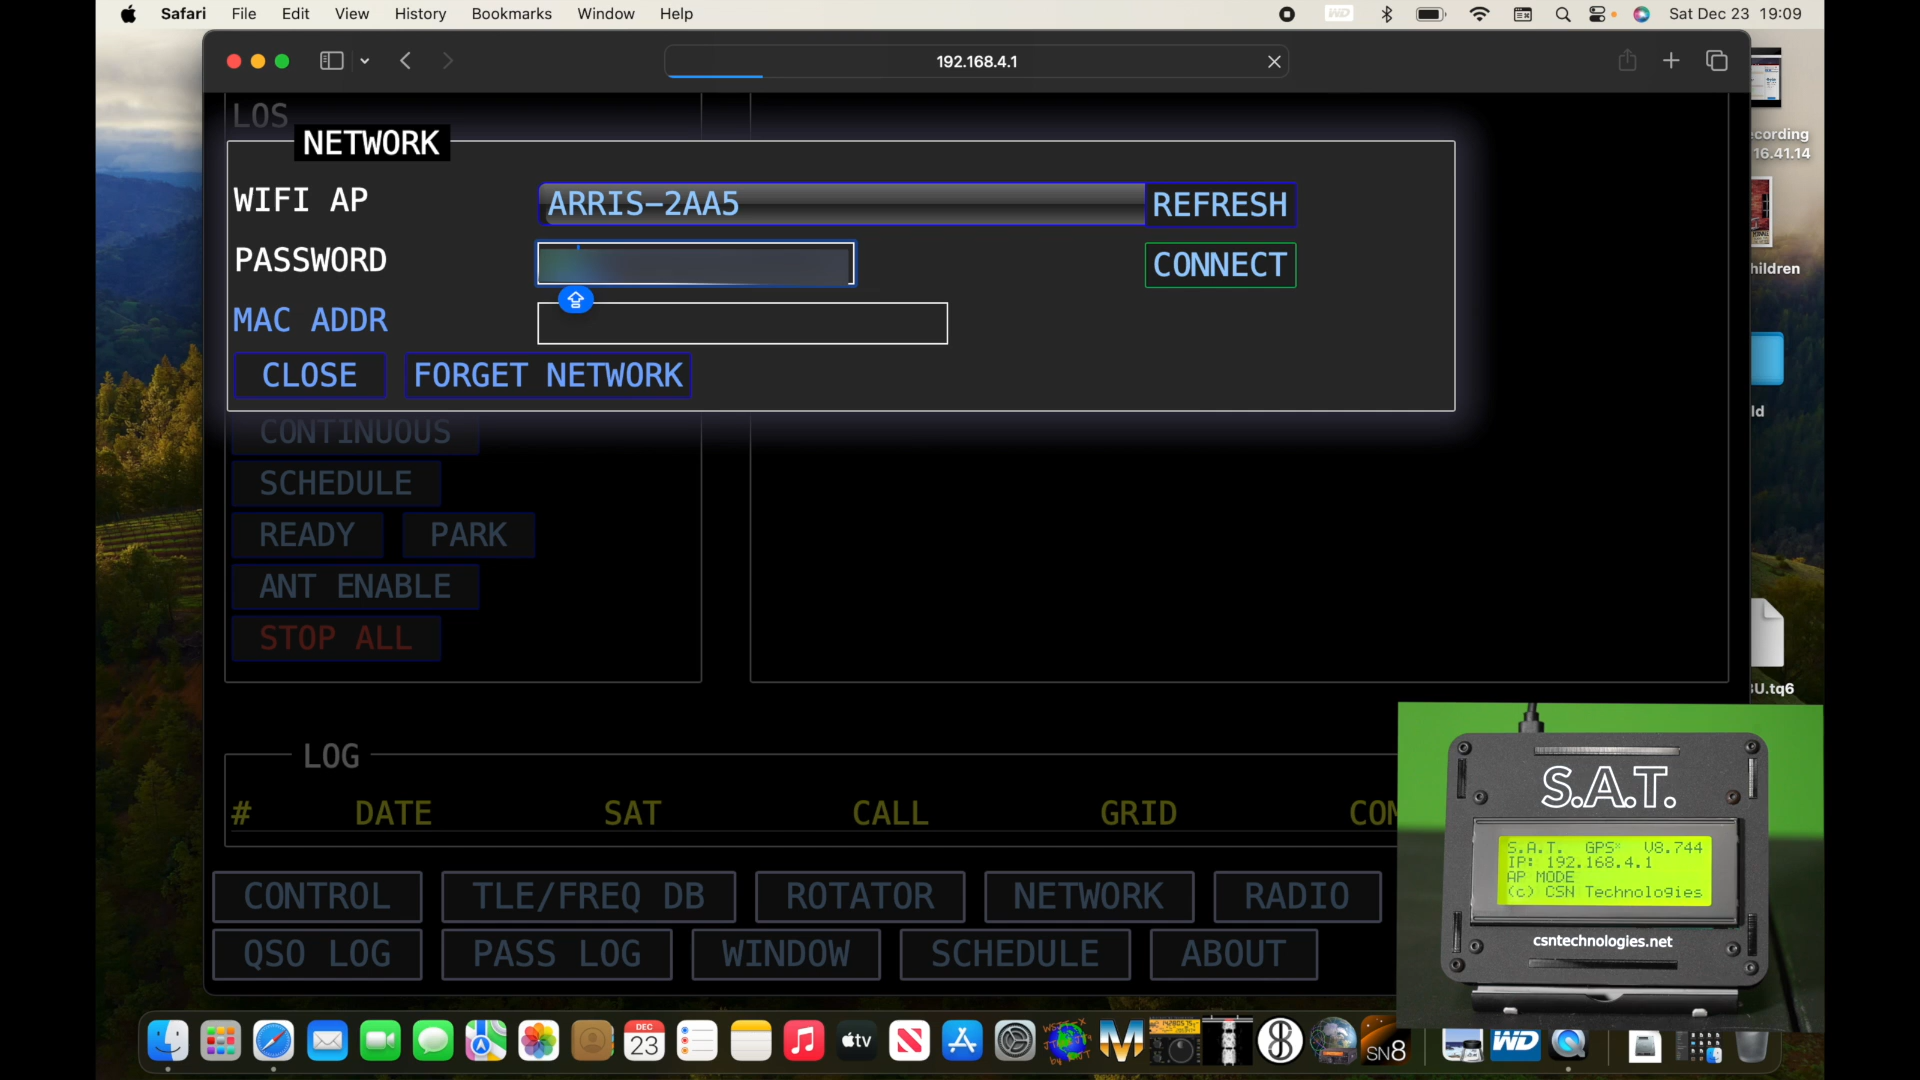 Safari File Edit View History Bookmarks Window Help
WD
Sat Dec 23 19:09
192.168.4.1
LOS
NETWORK
WIFI AP ARRIS-2AA5 REFRESH
PASSWORD CONNECT
MAC ADDR
CLOSE FORGET NETWORK
CONTINUOUS
SCHEDULE
READY PARK
ANT ENABLE
STOP ALL
LOG
# DATE SAT CALL GRID COM
CONTROL TLE/FREQ DB ROTATOR NETWORK RADIO
QSO LOG PASS LOG WINDOW SCHEDULE ABOUT
ecording
16.41.14
hildren
ld
U.tq6
S.A.T.
S.A.T. GPS* V8.744
IP: 192.168.4.1
AP MODE
(c) CSN Technologies
csntechnologies.net
DEC
23
tv
WD
SN8